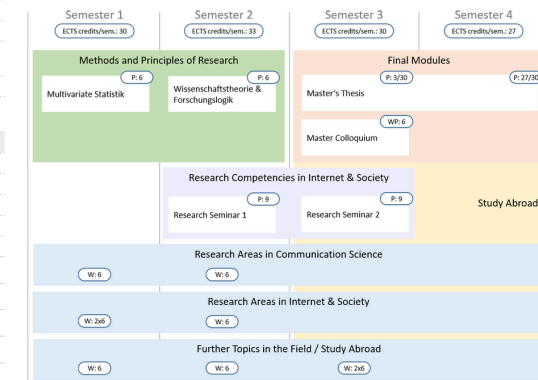 Semester 1
Semester 2
Semester 3
Semester 4
ECTS credits/sem.: 30
ECTS credits/sem.: 33
ECTS credits/sem.: 30
ECTS credits/sem.: 27
Methods and Principles of Research
Final Modules
P: 6
P: 6
P: 3/30
P: 27/30
Multivariate Statistik
Wissenschaftstheorie &
Forschungslogik
Master's Thesis
WP: 6
Master Colloquium
Research Competencies in Internet & Society
P: 9
P: 9
Research Seminar 1
Research Seminar 2
Study Abroad
Research Areas in Communication Science
W: 6
W: 6
Research Areas in Internet & Society
W: 2x6
W: 6
Further Topics in the Field / Study Abroad
W: 6
W: 6
W: 2x6